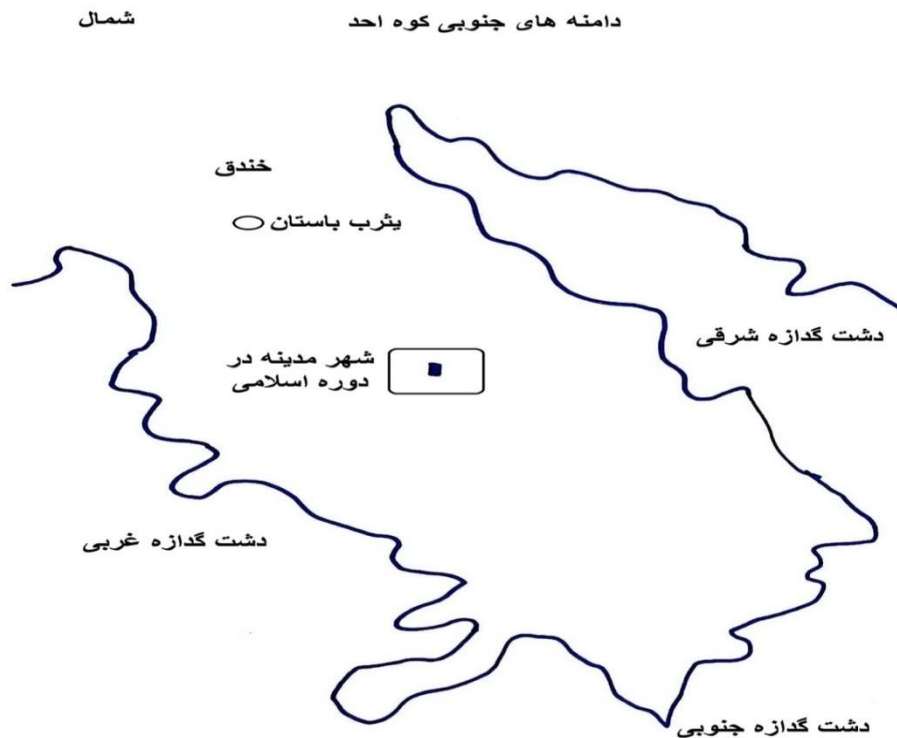 دامنه های جنوبی کوه احد
شمال
خندق
یثرب باستان
دشت گدازه شرقی
شهر مدینه در
دوره اسلامی
دشت گدازه غربی
دشت گدازه جنوبی